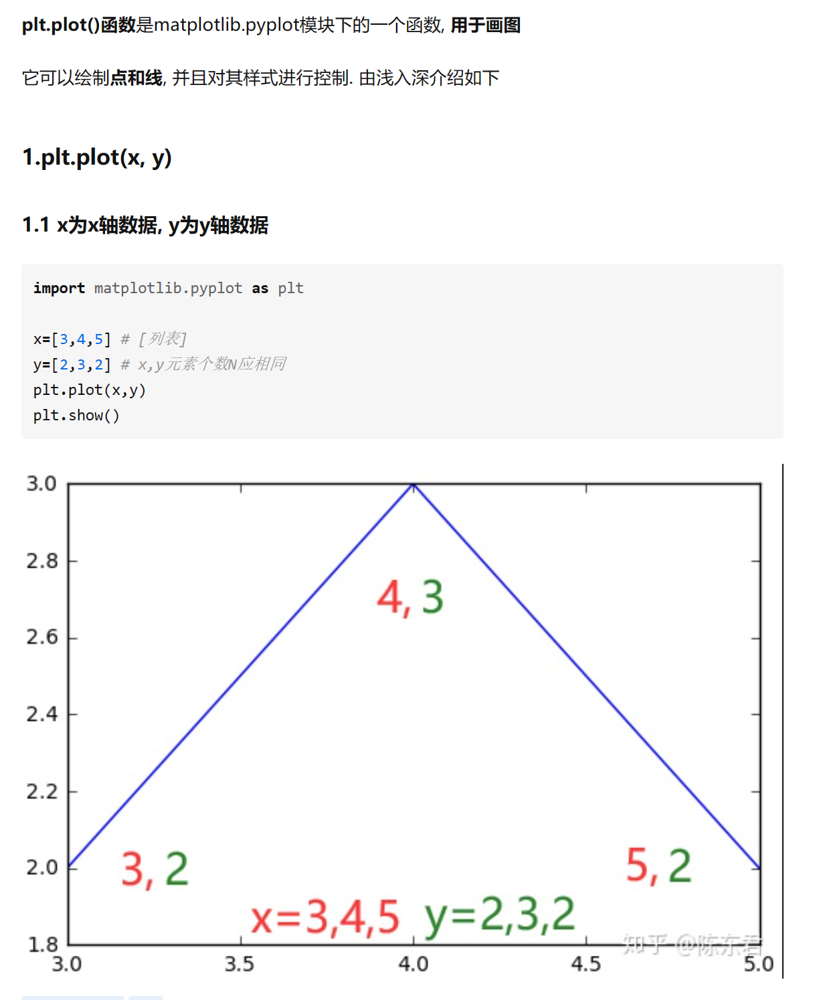 plt.plot()函数是matplotlib.pyplot模块下的一个函数, 用于画图
它可以绘制点和线, 并且对其样式进行控制. 由浅入深介绍如下
1.plt.plot(x, y)
1.1 x为x轴数据, y为y轴数据
import matplotlib.pyplot as plt
x=[3,4,5] # [列表]
y=[2,3,2] # x,y元素个数N应相同
plt.plot(x,y)
plt.show()
3.0
2.8
4, 3
2.6
2.4
2.2
2.0
3, 2
5, 2
x=3,4,5 y=2,3,2
1.8
知乎 @陈东君
3.0 3.5 4.0 4.5 5.0